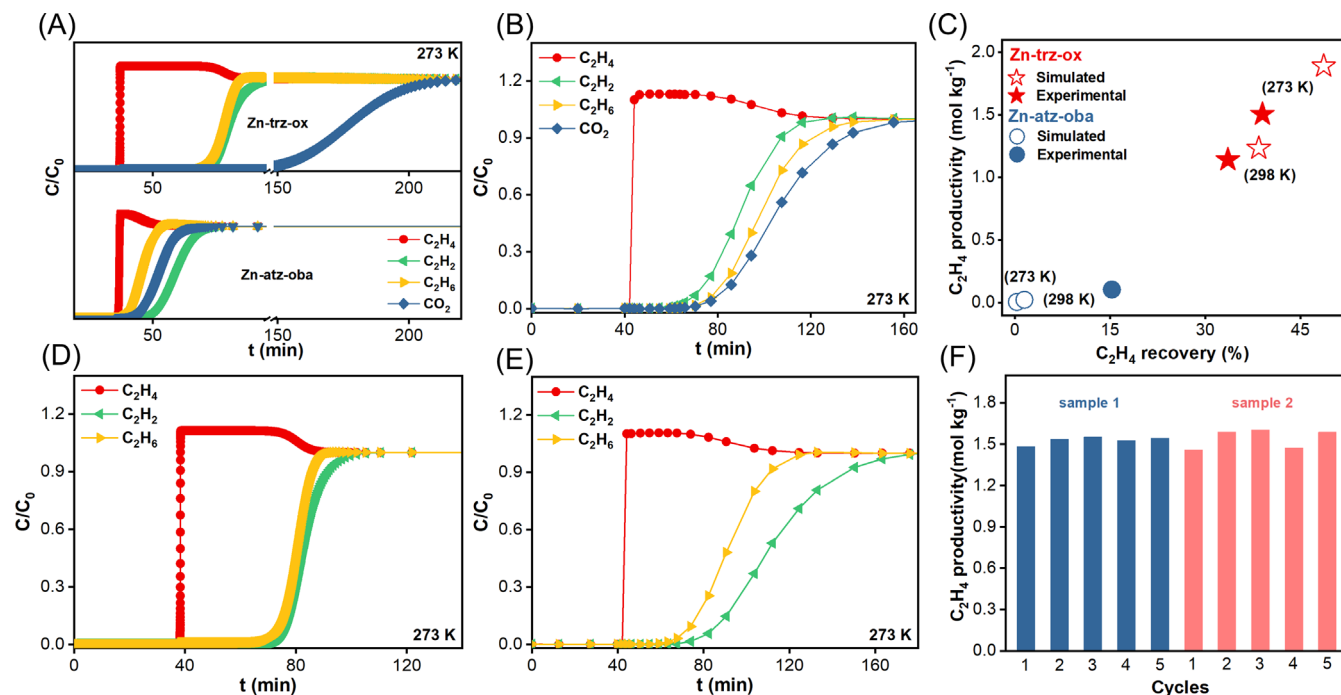 (A)
273 K
Zn-trz-ox
50
150
200
C/C₀
Zn-atz-oba
C₂H₄
C₂H₂
C₂H₆
CO₂
50
150
200
t (min)
(B)
C₂H₄
C₂H₂
C₂H₆
CO₂
1.2
0.9
0.6
0.3
0.0
C/C₀
273 K
0
40
80
120
160
t (min)
(C)
2.0
1.5
1.0
0.5
0.0
C₂H₄ productivity (mol kg⁻¹)
Zn-trz-ox
Simulated
Experimental
Zn-atz-oba
Simulated
Experimental
(273 K)
(298 K)
(273 K)
(298 K)
0
15
30
45
C₂H₄ recovery (%)
(D)
C₂H₄
C₂H₂
C₂H₆
1.2
0.9
0.6
0.3
0.0
C/C₀
273 K
0
40
80
120
t (min)
(E)
C₂H₄
C₂H₂
C₂H₆
1.2
0.9
0.6
0.3
0.0
C/C₀
273 K
0
40
80
120
160
t (min)
(F)
1.8
1.5
1.2
0.9
0.6
0.3
0.0
C₂H₄ productivity(mol kg⁻¹)
sample 1
sample 2
1 2 3 4 5 1 2 3 4 5
Cycles